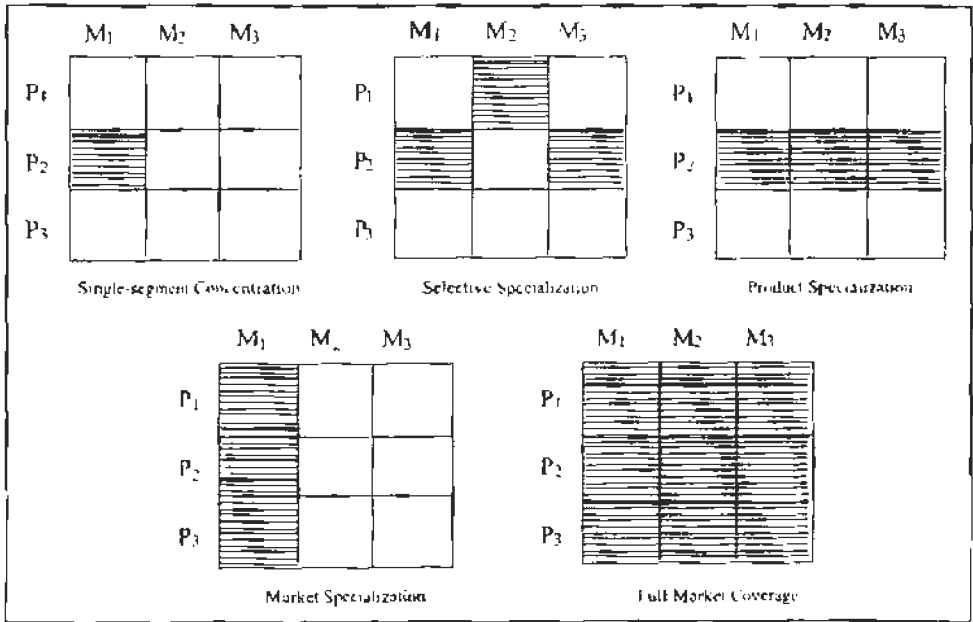 M₁ M₂ M₃
P₁
P₂
P₃
Single-segment Concentration
M₁ M₂ M₃
P₁
P₂
P₃
Selective Specialization
M₁ M₂ M₃
P₁
P₂
P₃
Product Specialization
M₁ M M₃
P₁
P₂
P₃
Market Specialization
M₁ M₂ M₃
P₁
P₂
P₃
Full Market Coverage